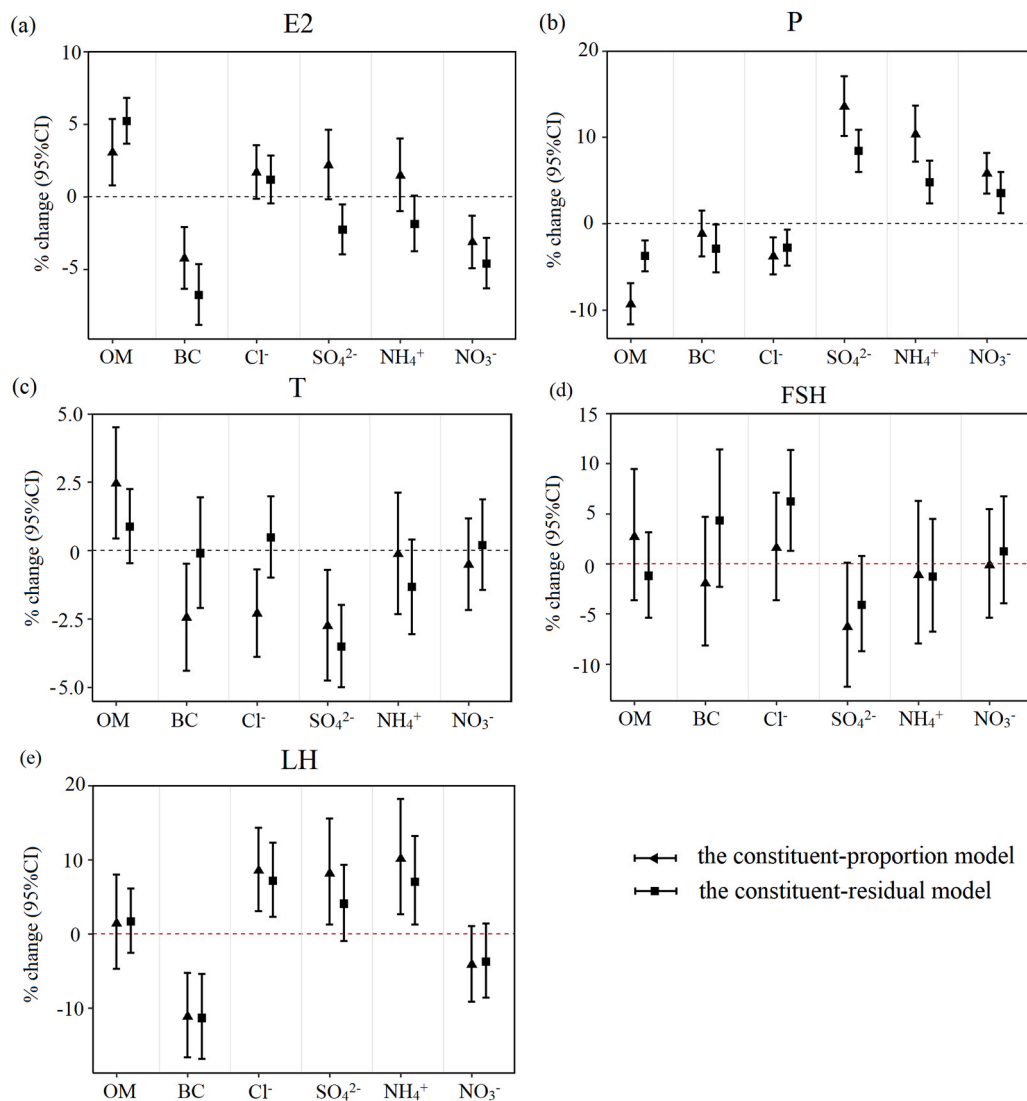 (a) E2
% change (95%CI)
10
5
0
-5
OM BC Cl⁻ SO₄²⁻ NH₄⁺ NO₃⁻
(b) P
% change (95%CI)
20
10
0
-10
OM BC Cl⁻ SO₄²⁻ NH₄⁺ NO₃⁻
(c) T
% change (95%CI)
5.0
2.5
0
-2.5
-5.0
OM BC Cl⁻ SO₄²⁻ NH₄⁺ NO₃⁻
(d) FSH
% change (95%CI)
15
10
5
0
-5
-10
OM BC Cl⁻ SO₄²⁻ NH₄⁺ NO₃⁻
(e) LH
% change (95%CI)
20
10
0
-10
OM BC Cl⁻ SO₄²⁻ NH₄⁺ NO₃⁻
the constituent-proportion model
the constituent-residual model